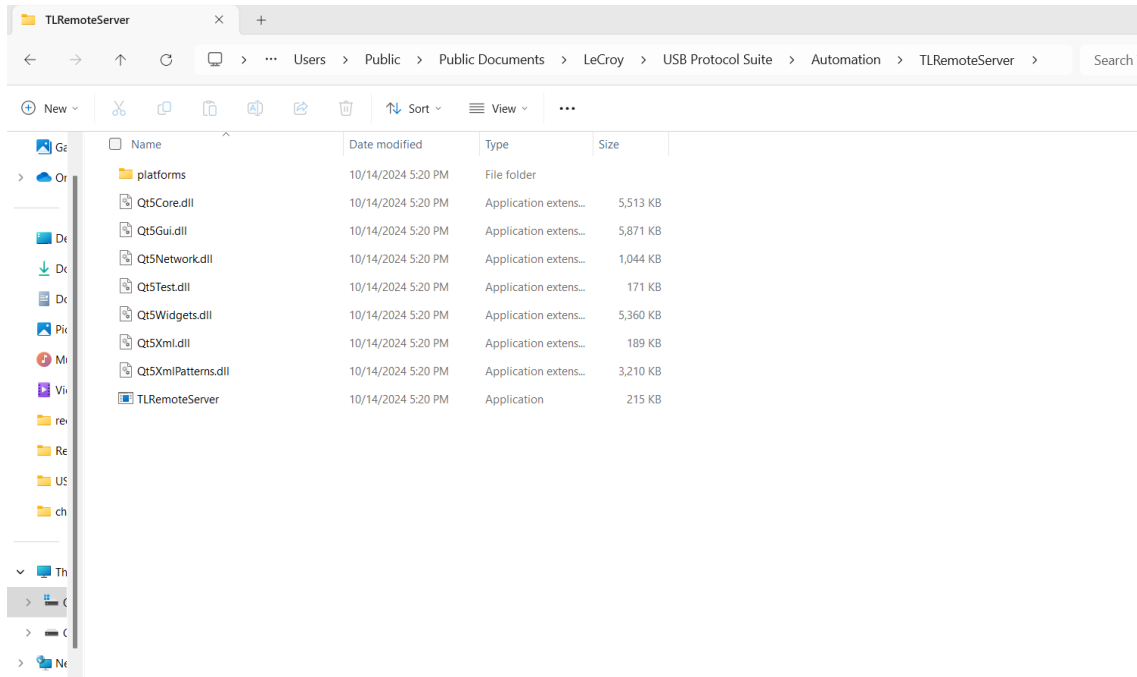 TLRemoteServer
Users > Public > Public Documents > LeCroy > USB Protocol Suite > Automation > TLRemoteServer > Search
New Sort View
Name Date modified Type Size
platforms 10/14/2024 5:20 PM File folder
Qt5Core.dll 10/14/2024 5:20 PM Application extens... 5,513 KB
Qt5Gui.dll 10/14/2024 5:20 PM Application extens... 5,871 KB
Qt5Network.dll 10/14/2024 5:20 PM Application extens... 1,044 KB
Qt5Test.dll 10/14/2024 5:20 PM Application extens... 171 KB
Qt5Widgets.dll 10/14/2024 5:20 PM Application extens... 5,360 KB
Qt5Xml.dll 10/14/2024 5:20 PM Application extens... 189 KB
Qt5XmlPatterns.dll 10/14/2024 5:20 PM Application extens... 3,210 KB
TLRemoteServer 10/14/2024 5:20 PM Application 215 KB